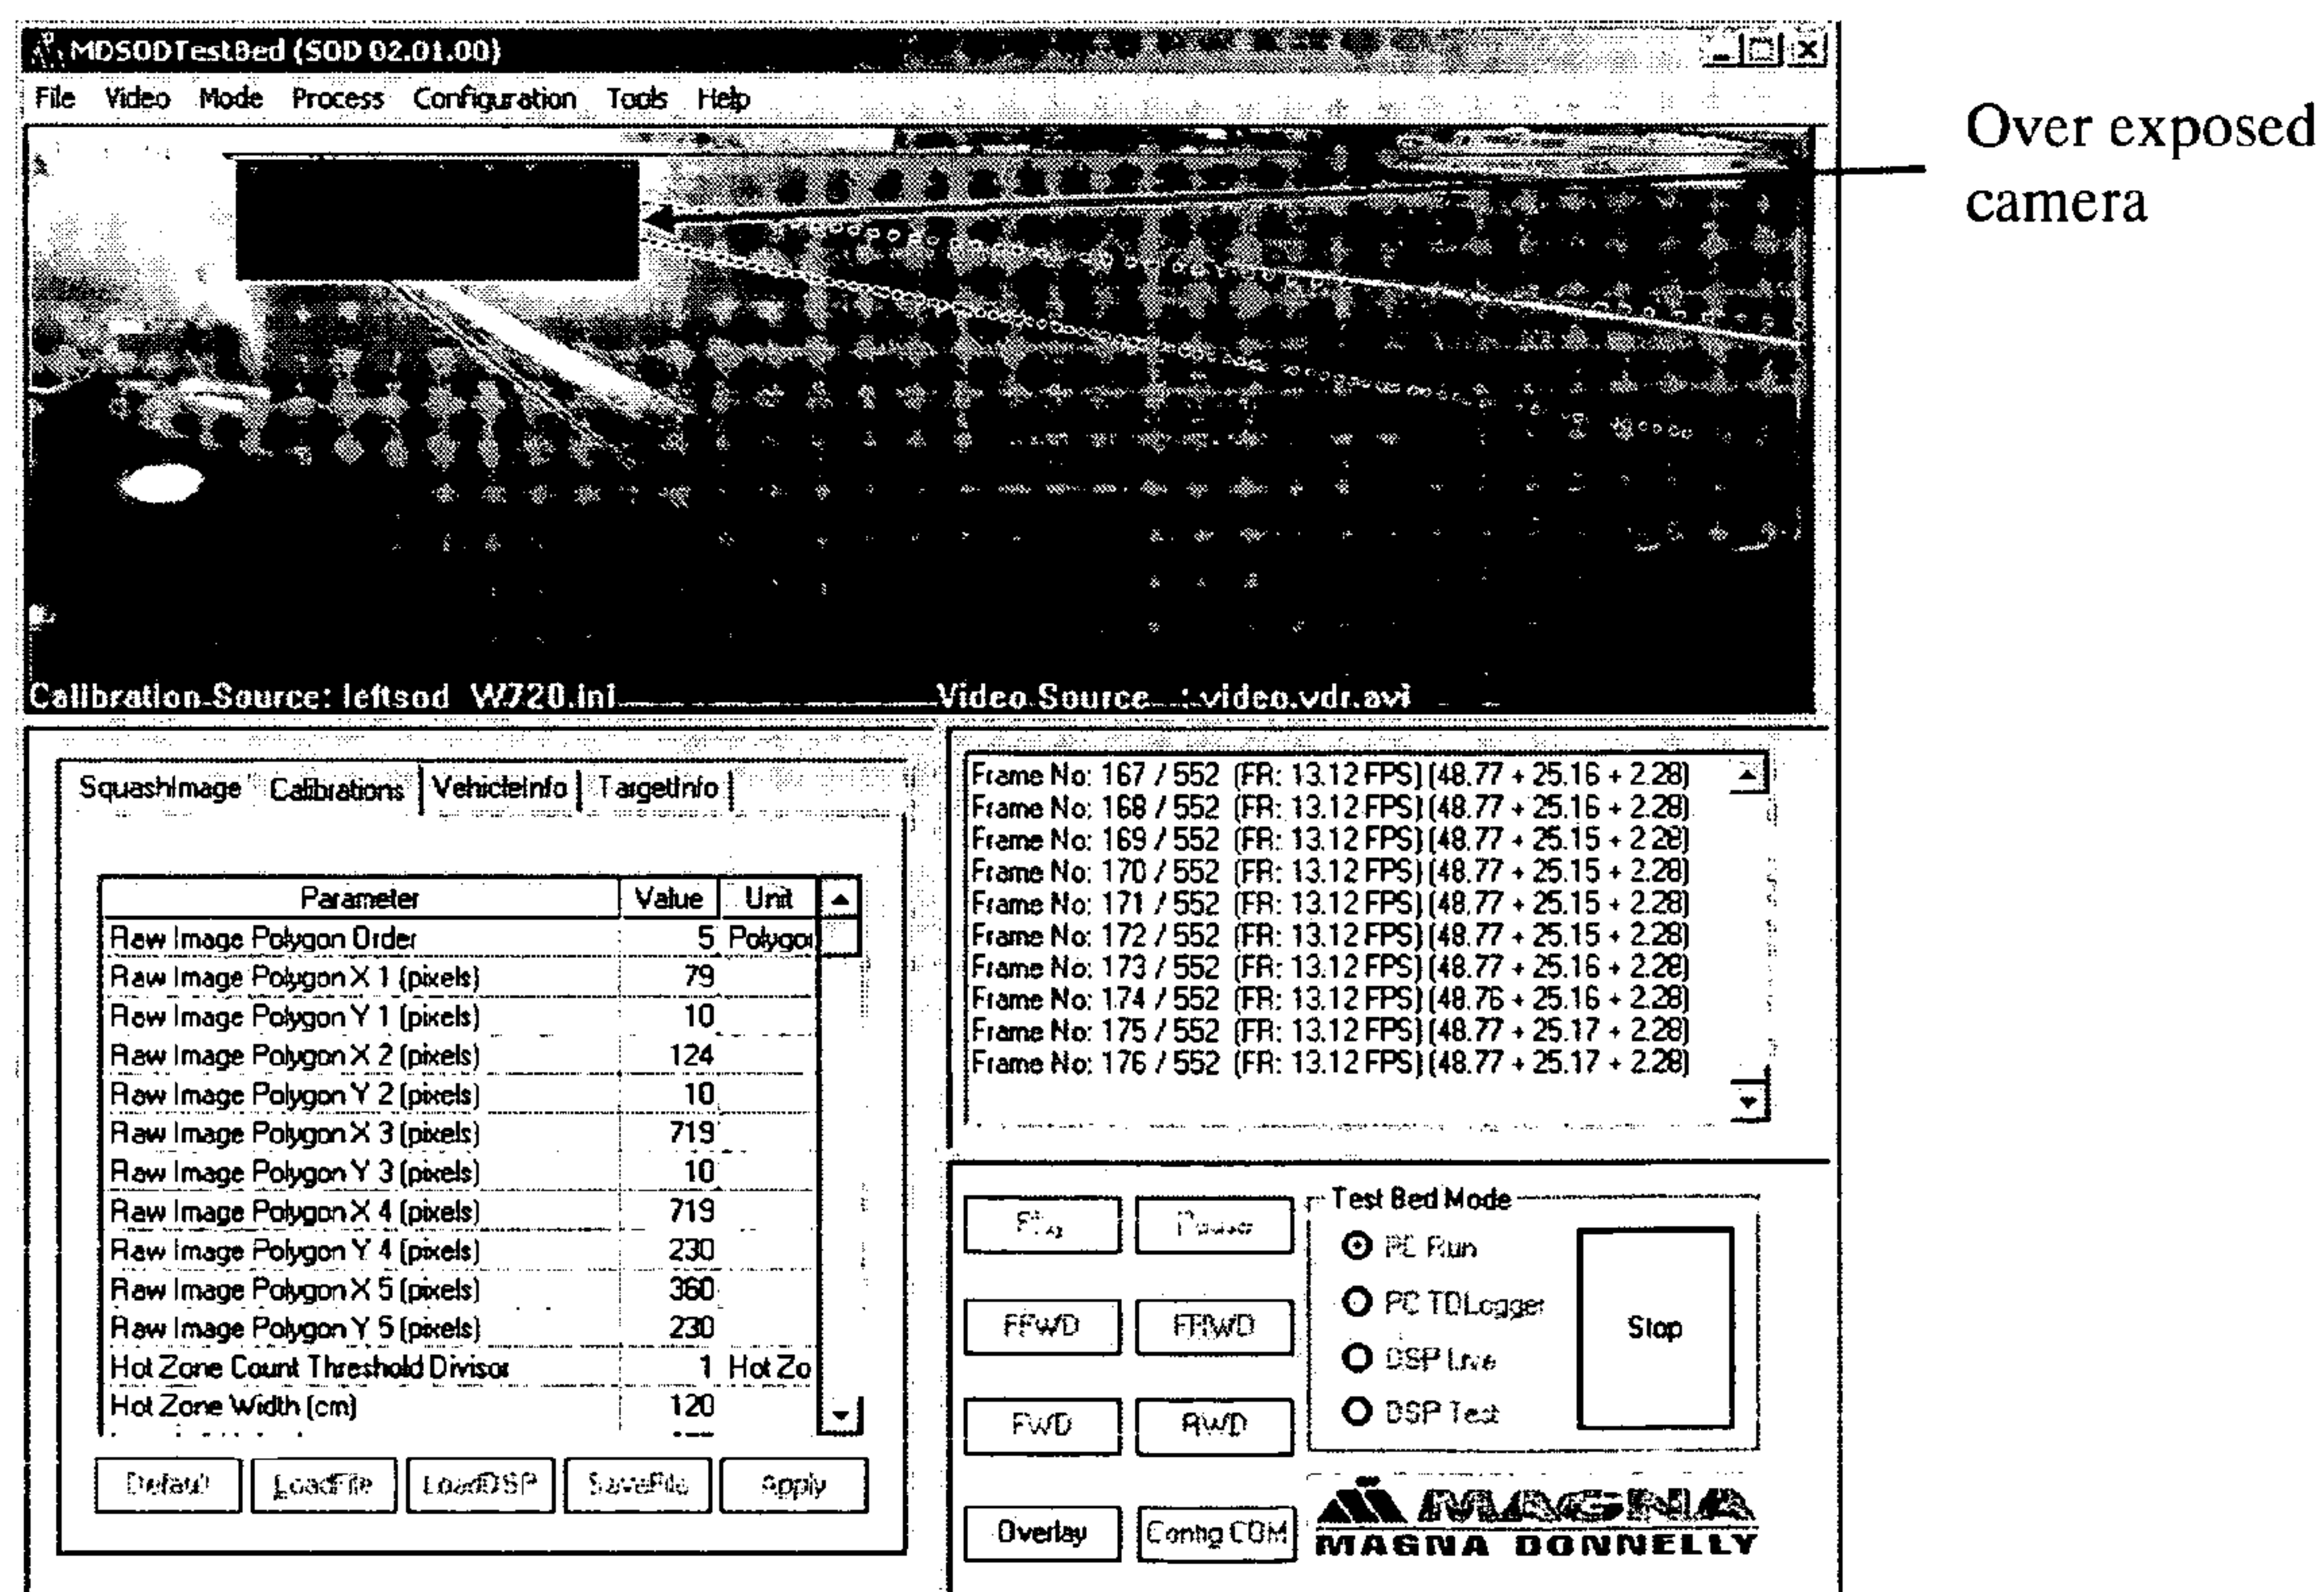 MDSODTestBed (SOD 02.01.00)
File Video Mode Process Configuration Tools Help
Over exposed
camera
Calibration Source: leftsod W720.ini Video Source : video.vdr.avi
SquashImage Calibrations VehicleInfo TargetInfo
Parameter Value Unit
Raw Image Polygon Order 5 Polygon
Raw Image Polygon X 1 (pixels) 79
Raw Image Polygon Y 1 (pixels) 10
Raw Image Polygon X 2 (pixels) 124
Raw Image Polygon Y 2 (pixels) 10
Raw Image Polygon X 3 (pixels) 719
Raw Image Polygon Y 3 (pixels) 10
Raw Image Polygon X 4 (pixels) 719
Raw Image Polygon Y 4 (pixels) 230
Raw Image Polygon X 5 (pixels) 360
Raw Image Polygon Y 5 (pixels) 230
Hot Zone Count Threshold Divisor 1 Hot Zo
Hot Zone Width (cm) 120
Default LoadFile LoadDSP SaveFile Apply
Frame No: 167 / 552 (FR: 13.12 FPS) (48.77 + 25.16 + 2.28)
Frame No: 168 / 552 (FR: 13.12 FPS) (48.77 + 25.16 + 2.28)
Frame No: 169 / 552 (FR: 13.12 FPS) (48.77 + 25.15 + 2.28)
Frame No: 170 / 552 (FR: 13.12 FPS) (48.77 + 25.15 + 2.28)
Frame No: 171 / 552 (FR: 13.12 FPS) (48.77 + 25.15 + 2.28)
Frame No: 172 / 552 (FR: 13.12 FPS) (48.77 + 25.15 + 2.28)
Frame No: 173 / 552 (FR: 13.12 FPS) (48.77 + 25.16 + 2.28)
Frame No: 174 / 552 (FR: 13.12 FPS) (48.76 + 25.16 + 2.28)
Frame No: 175 / 552 (FR: 13.12 FPS) (48.77 + 25.17 + 2.28)
Frame No: 176 / 552 (FR: 13.12 FPS) (48.77 + 25.17 + 2.28)
Pause
FFWD FRWD
FWD RWD
Overlay Config COM
Test Bed Mode
PC Run
PC TDLogger
DSP Live
DSP Test
Stop
MAGNA
MAGNA DONNELLY